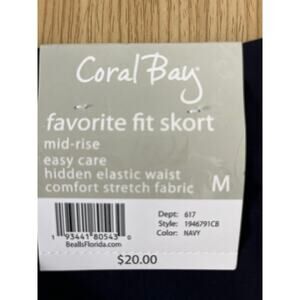 Coral Bay
favorite fit skort
mid-rise
easy care
hidden elastic waist
comfort stretch fabric M
Dept: 617
Style: 1946791CB
Color: NAVY
1 93441 80543 0
BeallsFlorida.com
$20.00